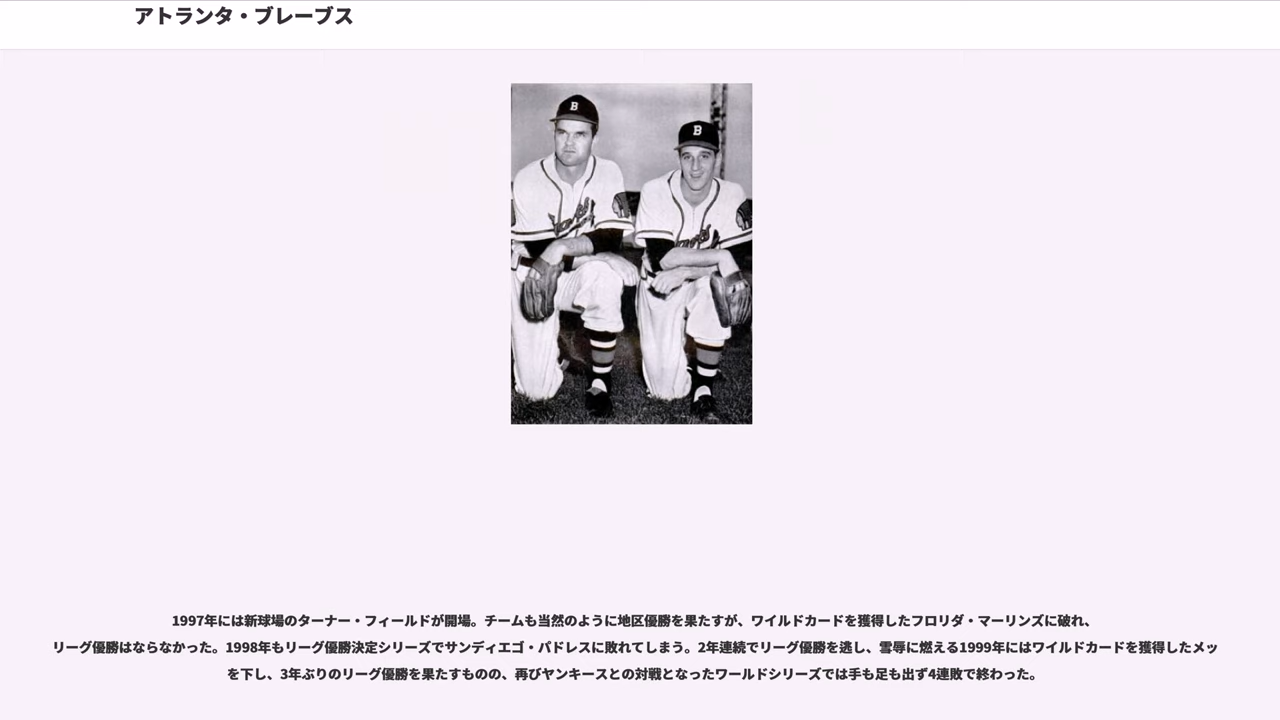 アトランタ・ブレーブス
B
B
1997年には新球場のターナー・フィールドが開場。チームも当然のように地区優勝を果たすが、ワイルドカードを獲得したフロリダ・マーリンズに破れ、
リーグ優勝はならなかった。1998年もリーグ優勝決定シリーズでサンディエゴ・パドレスに敗れてしまう。2年連続でリーグ優勝を逃し、雪辱に燃える1999年にはワイルドカードを獲得したメッ
を下し、3年ぶりのリーグ優勝を果たすものの、再びヤンキースとの対戦となったワールドシリーズでは手も足も出ず4連敗で終わった。